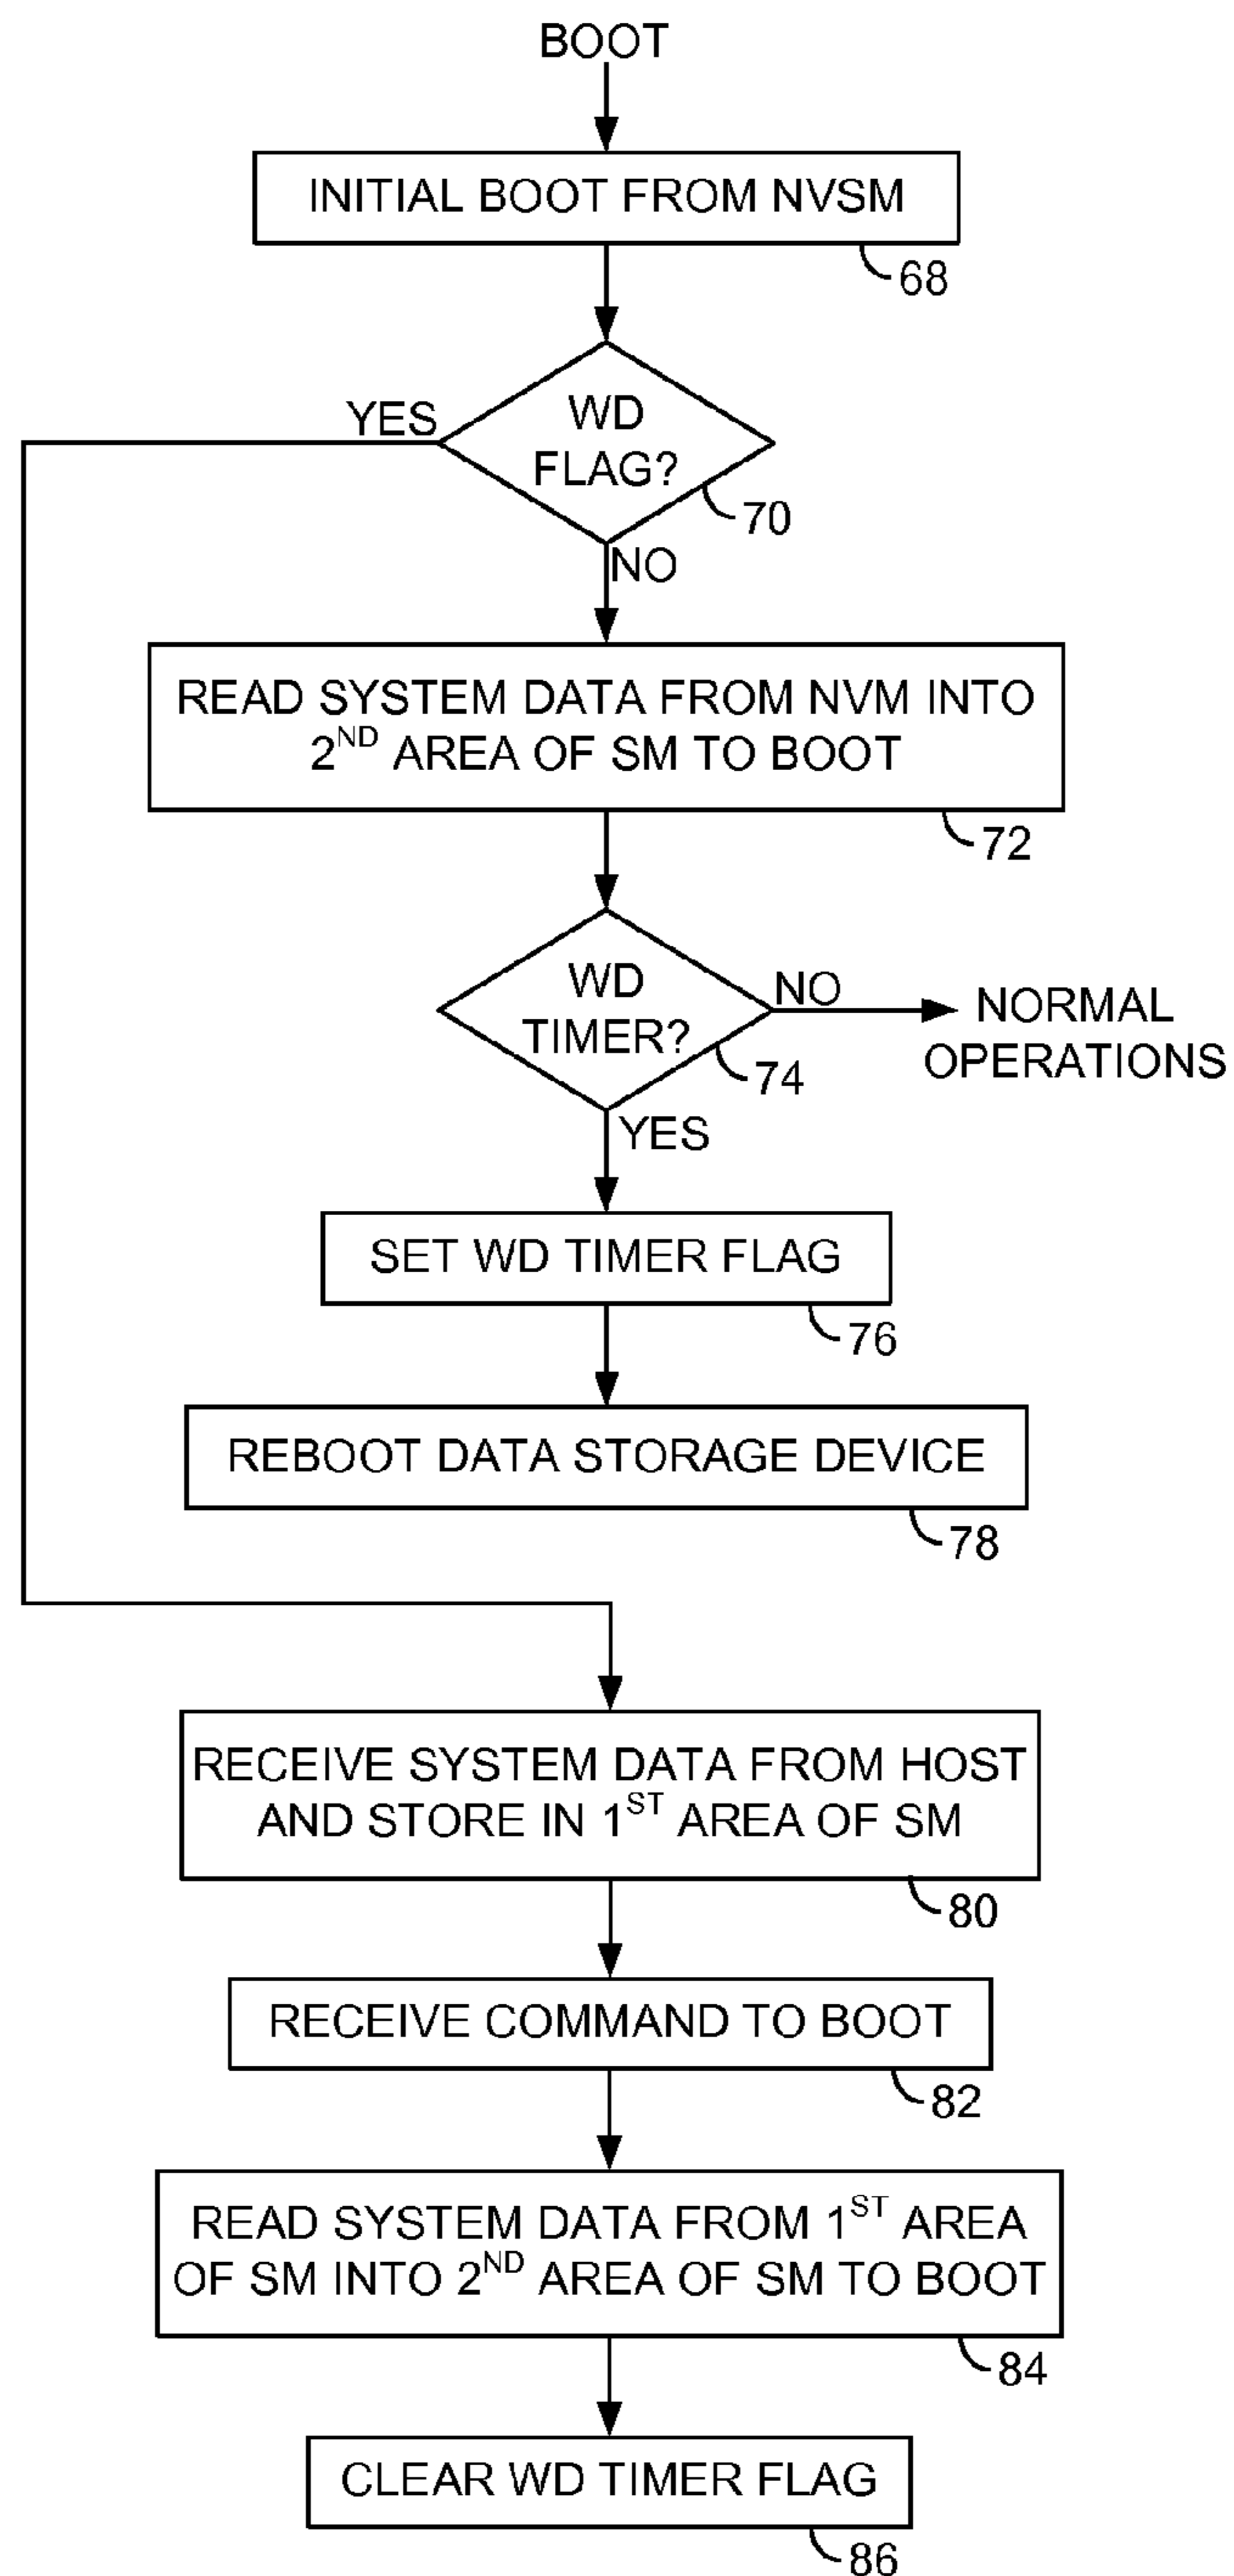 BOOT
INITIAL BOOT FROM NVSM
68
YES
WD
FLAG?
70
NO
READ SYSTEM DATA FROM NVM INTO
2ND AREA OF SM TO BOOT
72
WD
TIMER?
74
NO
NORMAL
OPERATIONS
YES
SET WD TIMER FLAG
76
REBOOT DATA STORAGE DEVICE
78
RECEIVE SYSTEM DATA FROM HOST
AND STORE IN 1ST AREA OF SM
80
RECEIVE COMMAND TO BOOT
82
READ SYSTEM DATA FROM 1ST AREA
OF SM INTO 2ND AREA OF SM TO BOOT
84
CLEAR WD TIMER FLAG
86